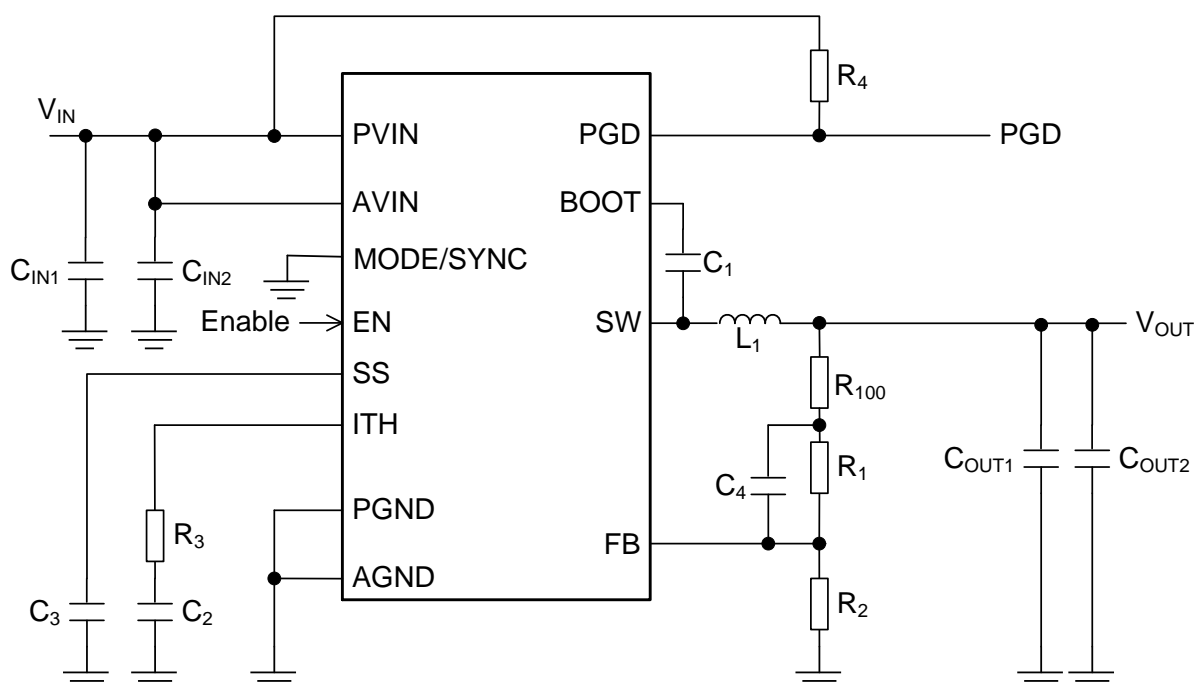 R4
VIN
PVIN
PGD
PGD
AVIN
BOOT
CIN1
CIN2
MODE/SYNC
C1
Enable
EN
SW
L1
VOUT
SS
R100
ITH
R1
COUT1
COUT2
C4
R3
PGND
FB
AGND
C3
C2
R2